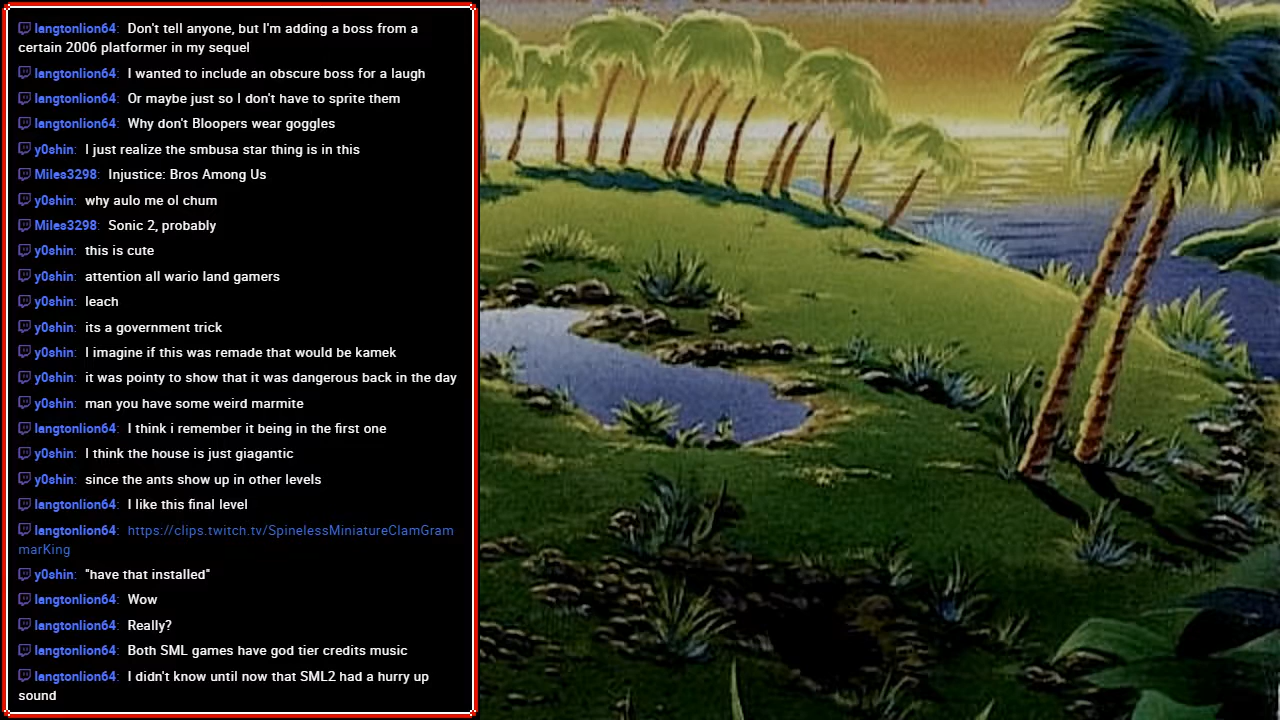 langtonlion64: Don't tell anyone, but I'm adding a boss from a
certain 2006 platformer in my sequel
langtonlion64: I wanted to include an obscure boss for a laugh
langtonlion64: Or maybe just so I don't have to sprite them
langtonlion64: Why don't Bloopers wear goggles
y0shin: I just realize the smbusa star thing is in this
Miles3298: Injustice: Bros Among Us
y0shin: why aulo me ol chum
Miles3298: Sonic 2, probably
y0shin: this is cute
y0shin: attention all wario land gamers
y0shin: leach
y0shin: its a government trick
y0shin: I imagine if this was remade that would be kamek
y0shin: it was pointy to show that it was dangerous back in the day
y0shin: man you have some weird marmite
langtonlion64: I think i remember it being in the first one
y0shin: I think the house is just giagantic
y0shin: since the ants show up in other levels
langtonlion64: I like this final level
langtonlion64: https://clips.twitch.tv/SpinelessMiniatureClamGram
marKing
y0shin: "have that installed"
langtonlion64: Wow
langtonlion64: Really?
langtonlion64: Both SML games have god tier credits music
langtonlion64: I didn't know until now that SML2 had a hurry up
sound